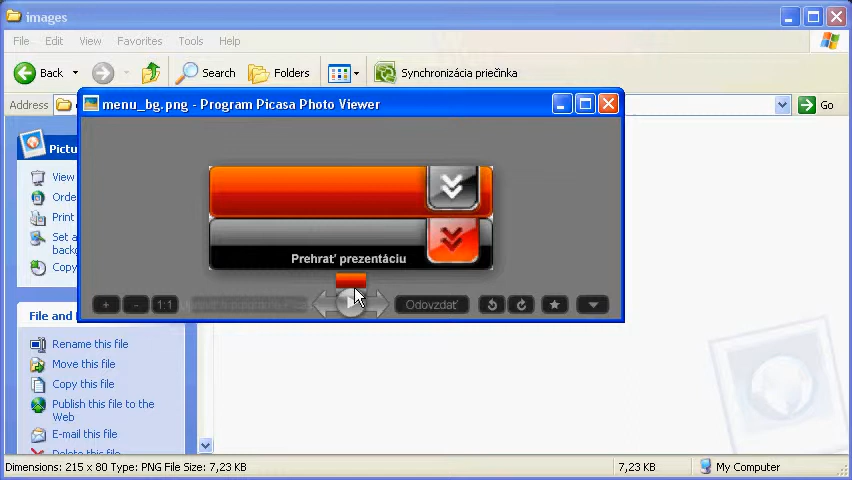 images
File Edit View Favorites Tools Help
Back Search Folders Synchronizácia priečinka
Address Go
menu_bg.png - Program Picasa Photo Viewer
Prehrať prezentáciu
+ - 1:1 Odovzdať
View
Print
Set a
Copy
File and
Rename this file
Move this file
Copy this file
Publish this file to the
Web
E-mail this file
Delete this file
Dimensions: 215 x 80 Type: PNG File Size: 7,23 KB 7,23 KB My Computer